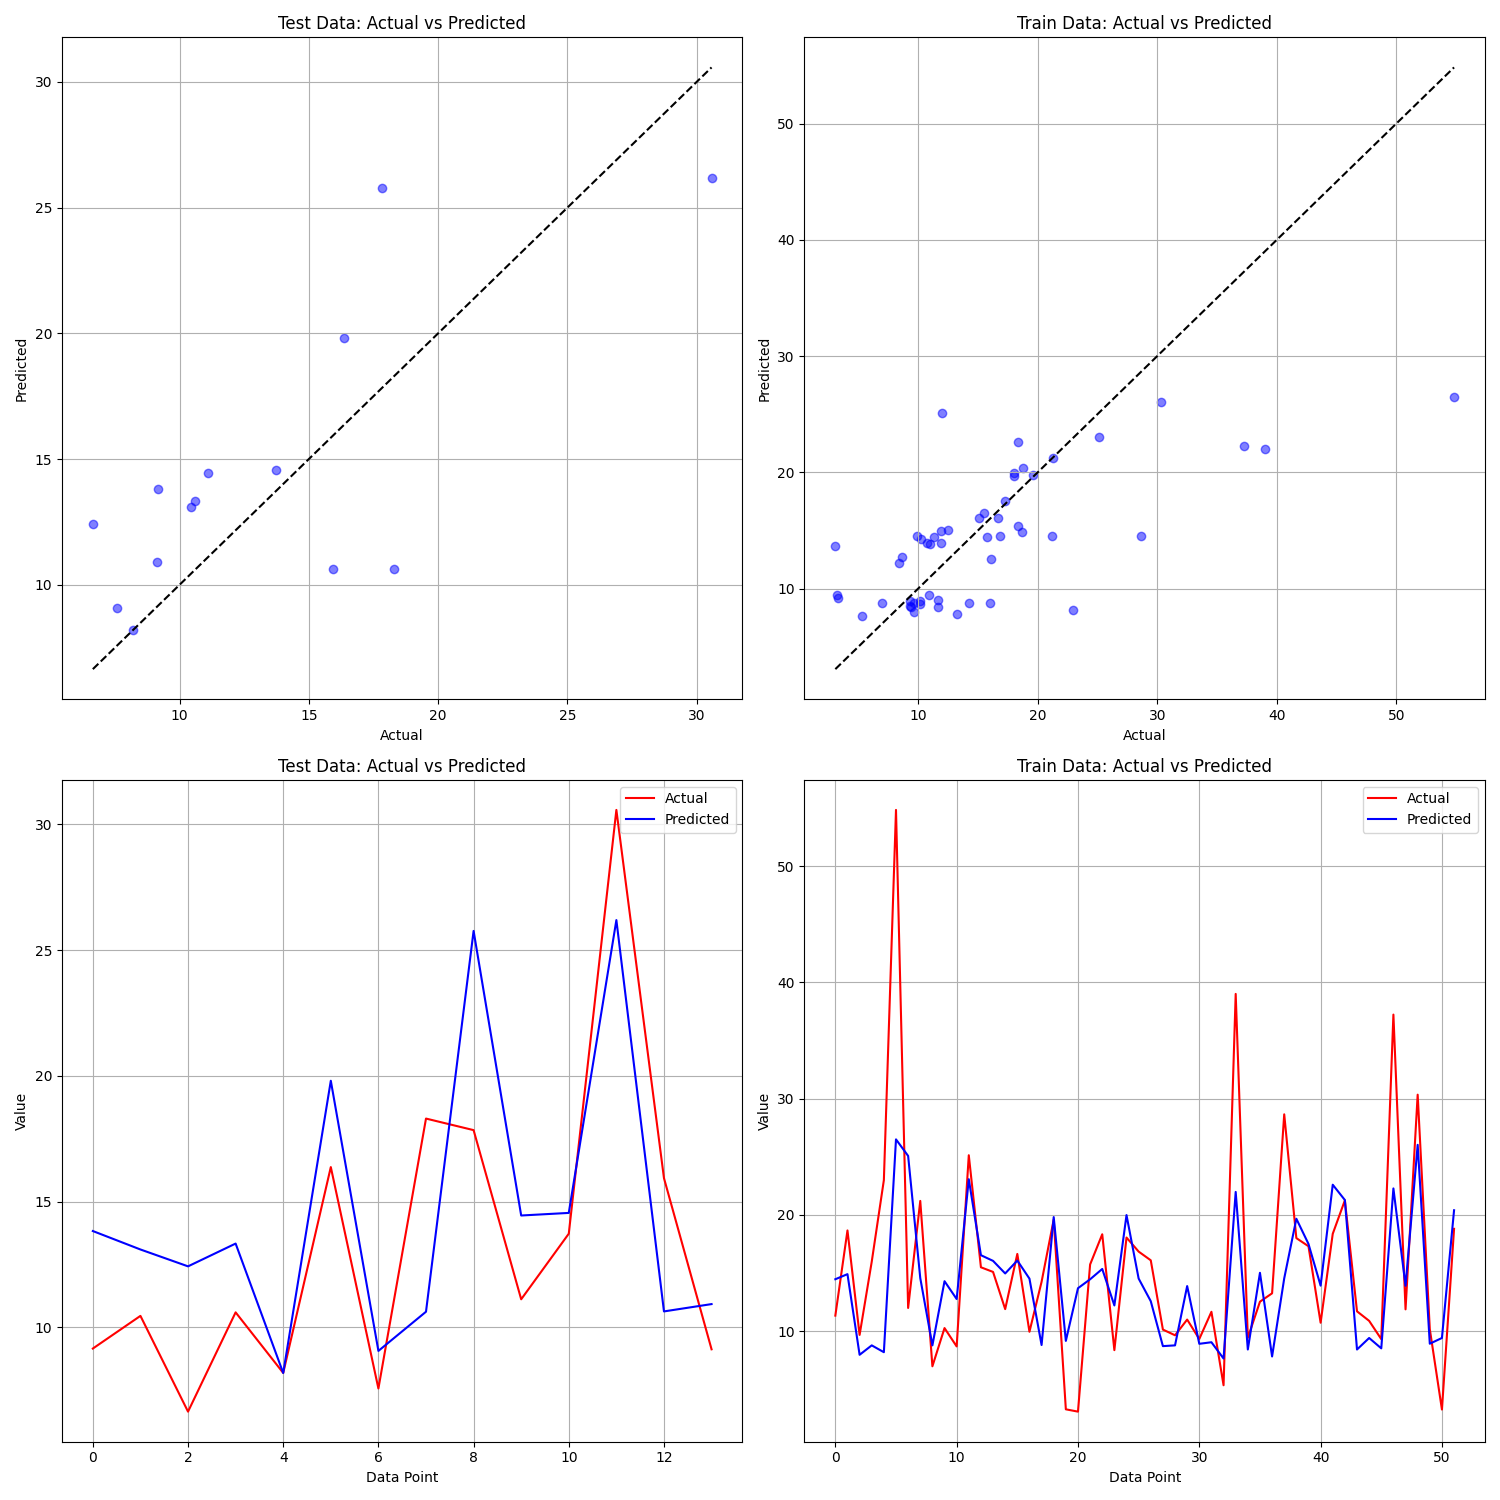 Test Data: Actual vs Predicted
30
25
20
15
10
Predicted
10 15 20 25 30
Actual
Train Data: Actual vs Predicted
50
40
30
20
10
Predicted
10 20 30 40 50
Actual
Test Data: Actual vs Predicted
Actual
Predicted
30
25
20
15
10
Value
0 2 4 6 8 10 12
Data Point
Train Data: Actual vs Predicted
Actual
Predicted
50
40
30
20
10
Value
0 10 20 30 40 50
Data Point